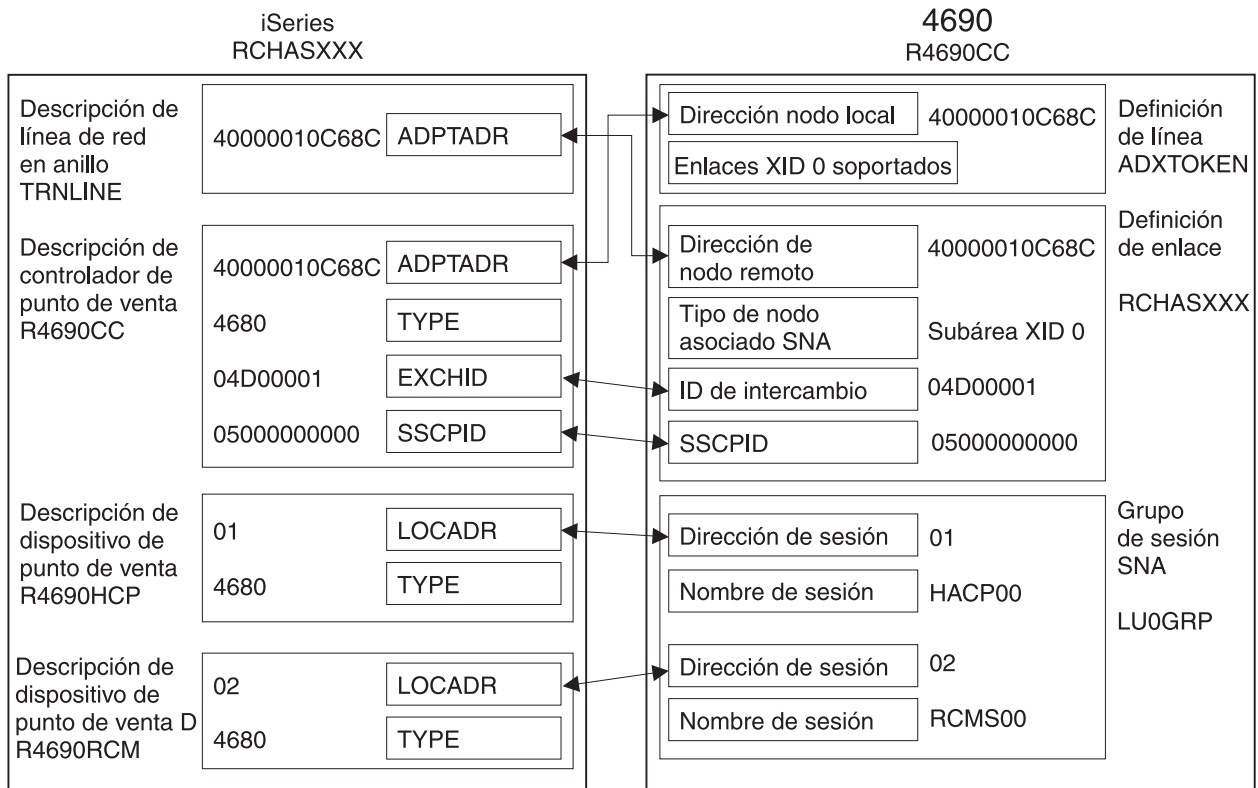 iSeries
RCHASXXX
Descripción de
línea de red
en anillo
TRNLINE
40000010C68C ADPTADR
Descripción de
controlador de
punto de venta
R4690CC
40000010C68C ADPTADR
4680 TYPE
04D00001 EXCHID
05000000000 SSCPID
Descripción de
dispositivo de
punto de venta
R4690HCP
01 LOCADR
4680 TYPE
Descripción de
dispositivo de
punto de venta D
R4690RCM
02 LOCADR
4680 TYPE
4690
R4690CC
Dirección nodo local 40000010C68C
Enlaces XID 0 soportados
Definición
de línea
ADXTOKEN
Dirección de
nodo remoto
40000010C68C
Tipo de nodo
asociado SNA
Subárea XID 0
ID de intercambio 04D00001
SSCPID 05000000000
Definición
de enlace
RCHASXXX
Dirección de sesión 01
Nombre de sesión HACP00
Dirección de sesión 02
Nombre de sesión RCMS00
Grupo
de sesión
SNA
LU0GRP